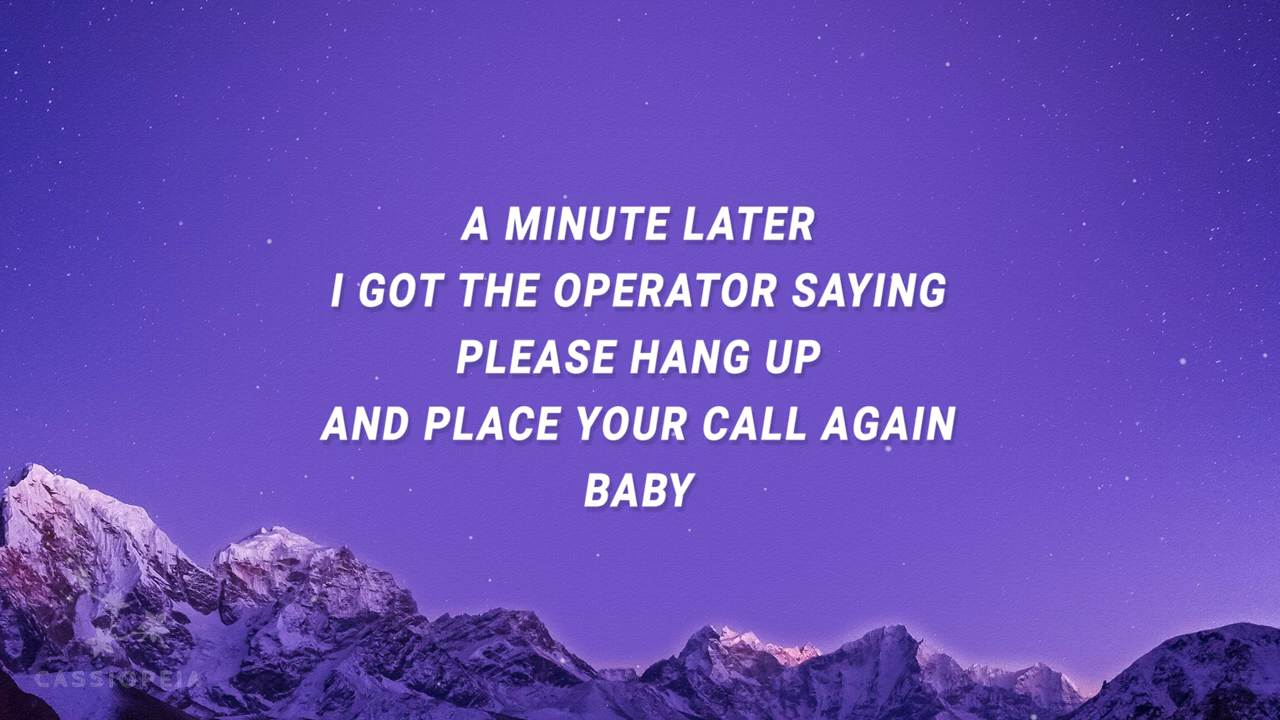 A MINUTE LATER
I GOT THE OPERATOR SAYING
PLEASE HANG UP
AND PLACE YOUR CALL AGAIN
BABY
CASSIOPEIA